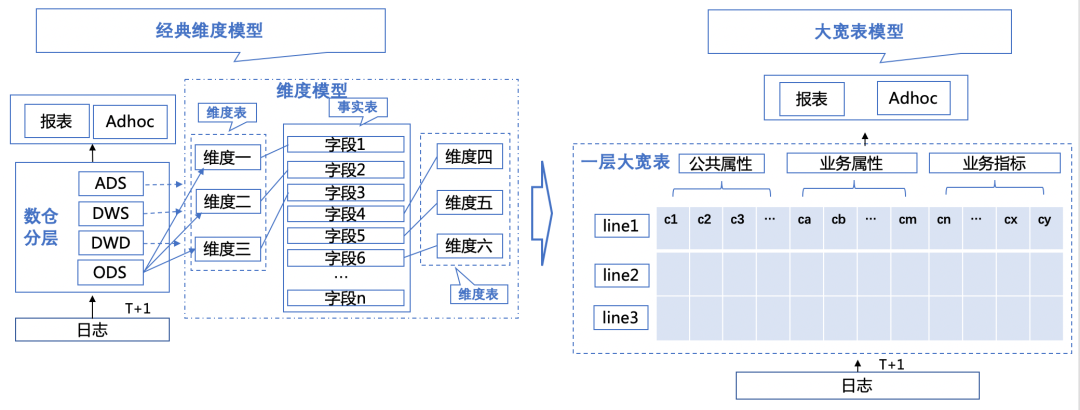 经典维度模型
报表
Adhoc
数仓
分层
ADS
DWS
DWD
ODS
T+1
日志
维度模型
维度表
维度一
维度二
维度三
事实表
字段1
字段2
字段3
字段4
字段5
字段6
...
字段n
维度四
维度五
维度六
维度表
大宽表模型
报表
Adhoc
一层大宽表
公共属性
业务属性
业务指标
line1
c1 c2 c3 ... ca cb ... cm cn ... cx cy
line2
line3
T+1
日志